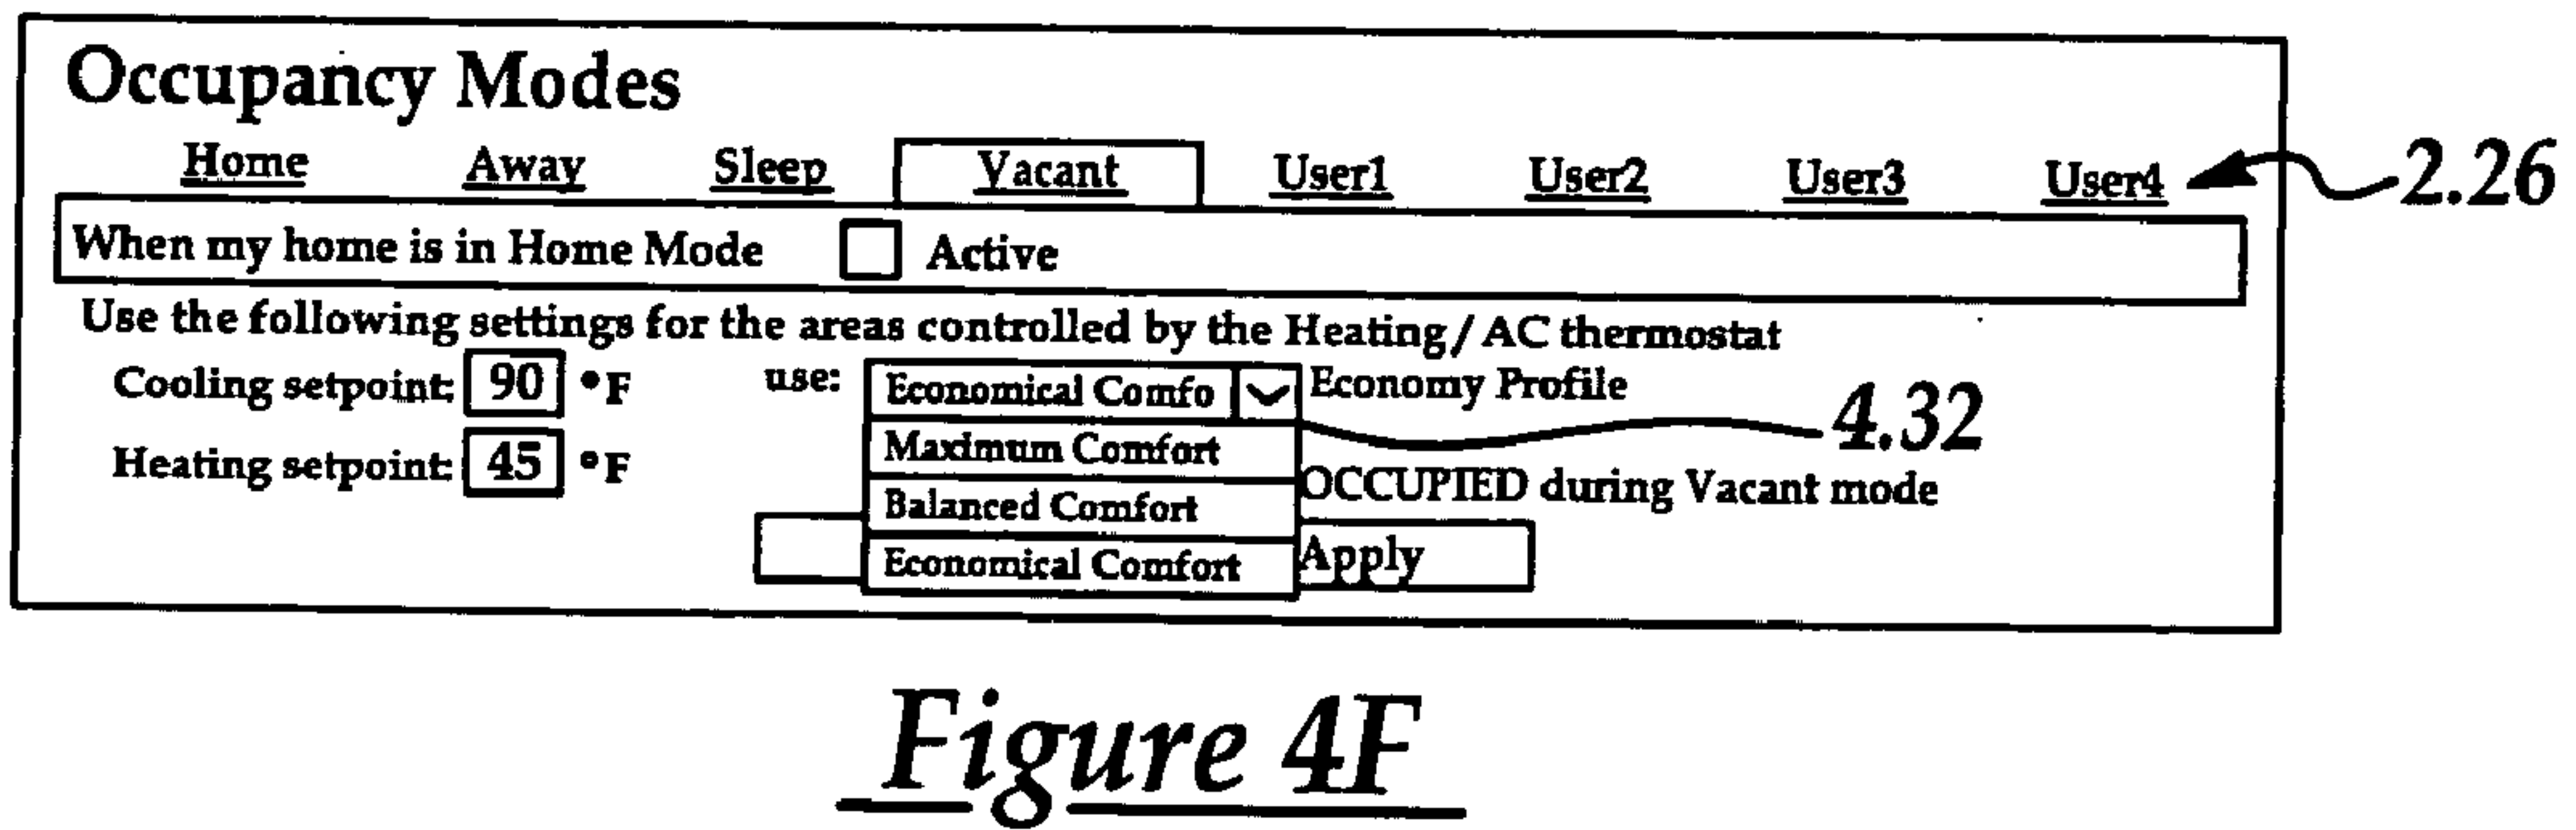 Occupancy Modes
Home Away Sleep Vacant User1 User2 User3 User4 2.26
When my home is in Home Mode Active
Use the following settings for the areas controlled by the Heating/AC thermostat
Cooling setpoint: 90 °F use: Economical Comfo Economy Profile
4.32
Maximum Comfort
Heating setpoint: 45 °F
OCCUPIED during Vacant mode
Balanced Comfort
Economical Comfort Apply
Figure 4F